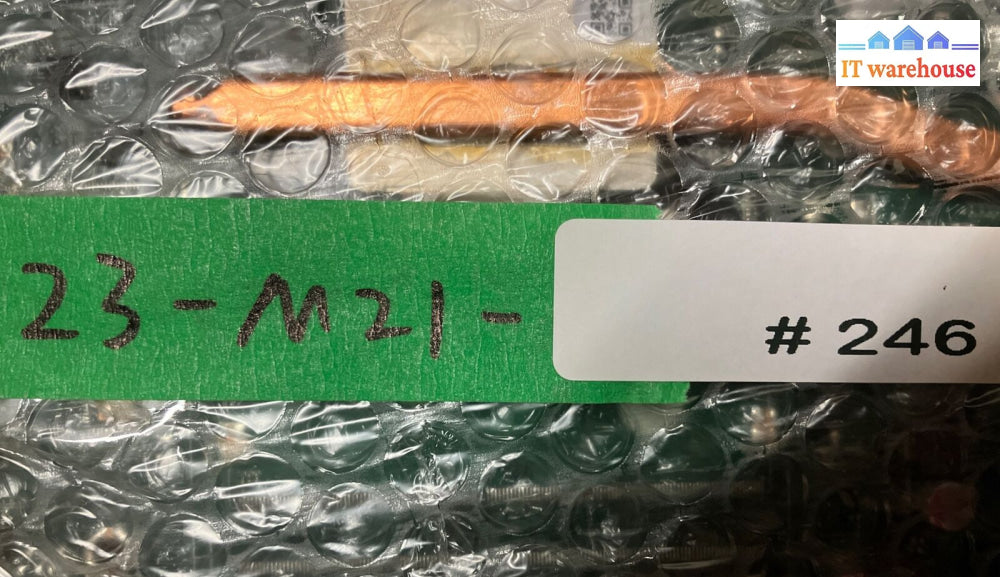 IT warehouse
23-M21-
# 246